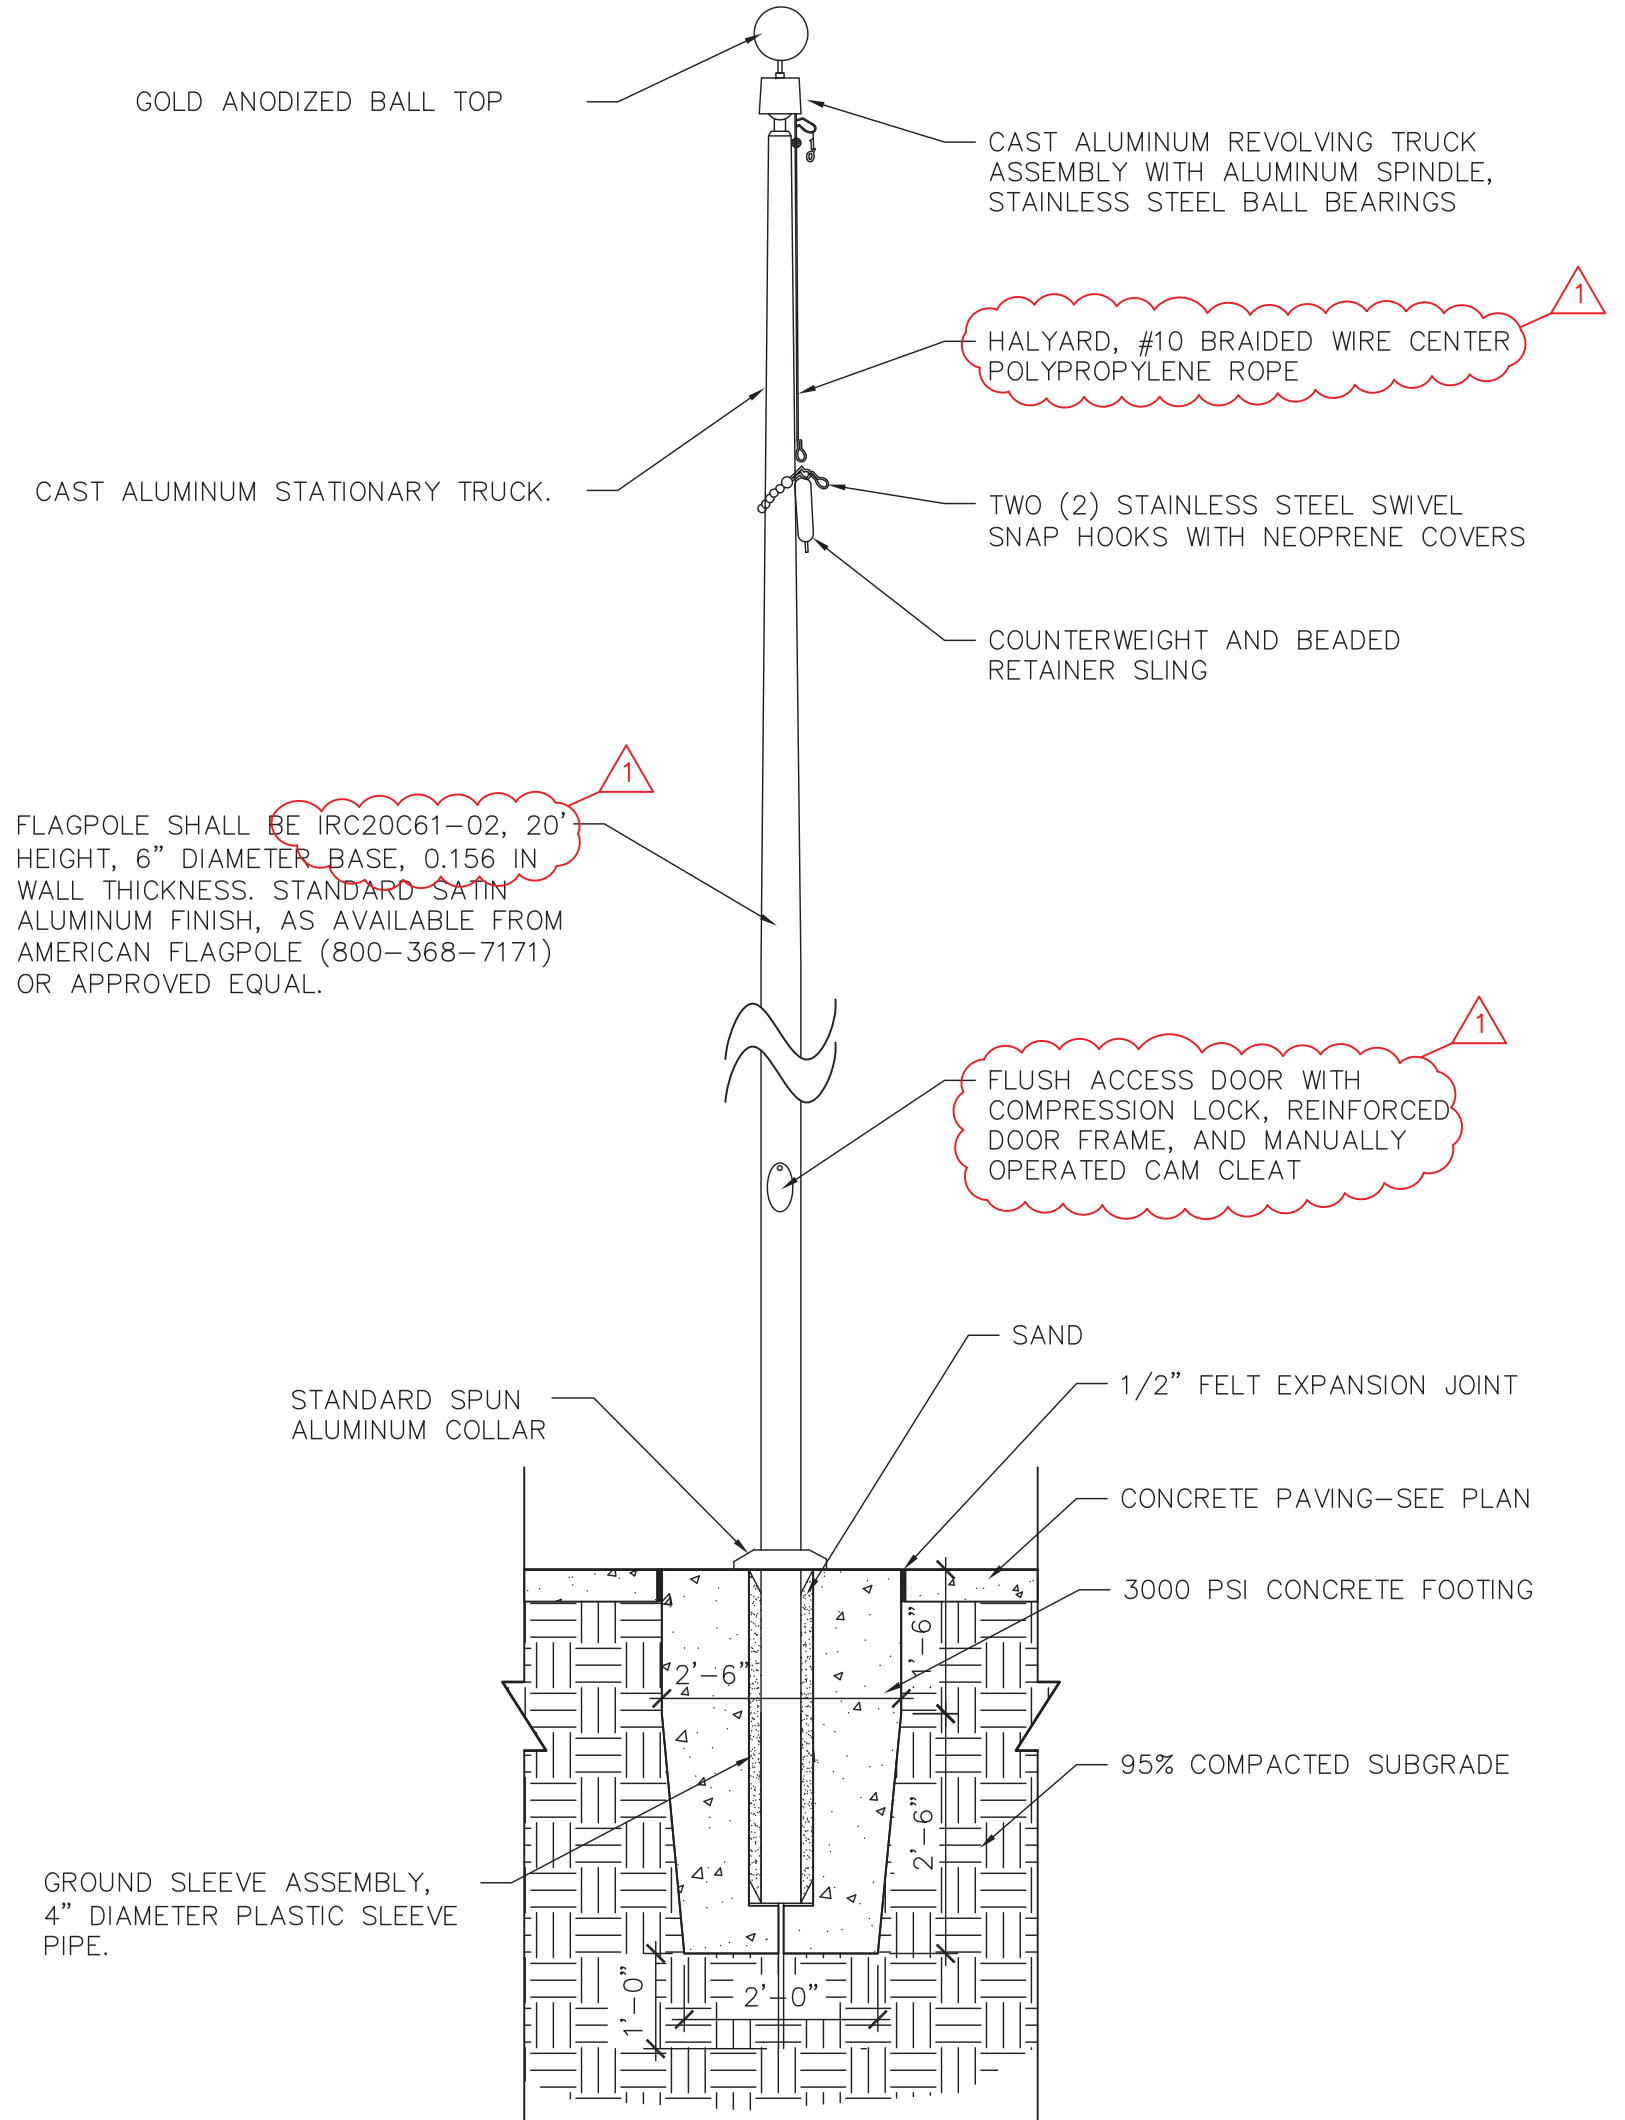 GOLD ANODIZED BALL TOP
CAST ALUMINUM REVOLVING TRUCK
ASSEMBLY WITH ALUMINUM SPINDLE,
STAINLESS STEEL BALL BEARINGS
1
HALYARD, #10 BRAIDED WIRE CENTER
POLYPROPYLENE ROPE
CAST ALUMINUM STATIONARY TRUCK.
TWO (2) STAINLESS STEEL SWIVEL
SNAP HOOKS WITH NEOPRENE COVERS
COUNTERWEIGHT AND BEADED
RETAINER SLING
1
FLAGPOLE SHALL BE IRC20C61-02, 20'
HEIGHT, 6" DIAMETER BASE, 0.156 IN
WALL THICKNESS. STANDARD SATIN
ALUMINUM FINISH, AS AVAILABLE FROM
AMERICAN FLAGPOLE (800-368-7171)
OR APPROVED EQUAL.
1
FLUSH ACCESS DOOR WITH
COMPRESSION LOCK, REINFORCED
DOOR FRAME, AND MANUALLY
OPERATED CAM CLEAT
SAND
1/2" FELT EXPANSION JOINT
STANDARD SPUN
ALUMINUM COLLAR
CONCRETE PAVING-SEE PLAN
3000 PSI CONCRETE FOOTING
1'-6"
2'-6"
95% COMPACTED SUBGRADE
2'-6"
GROUND SLEEVE ASSEMBLY,
4" DIAMETER PLASTIC SLEEVE
PIPE.
1'-0"
2'-0"